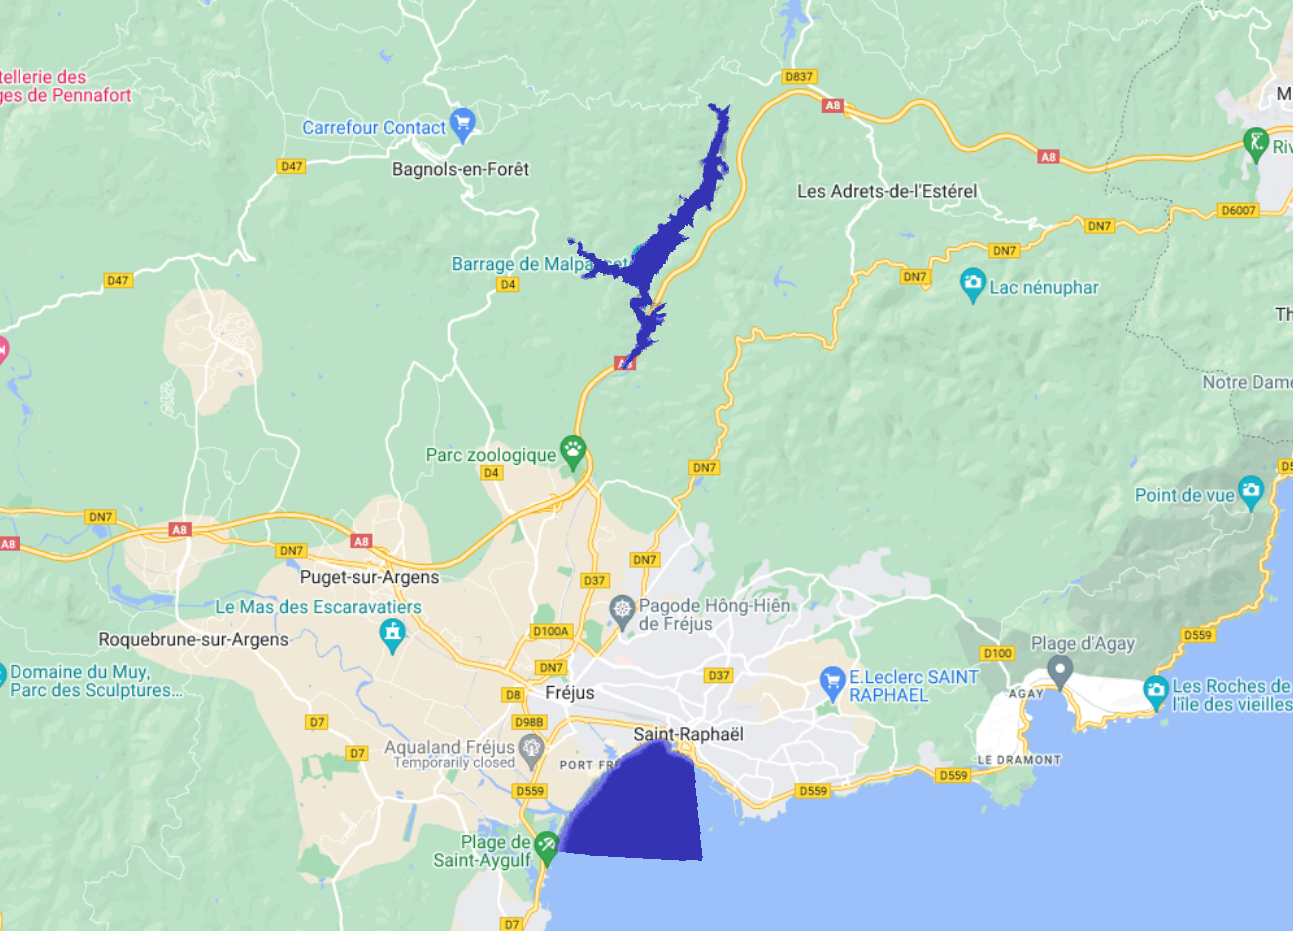 D837
tellerie des
ges de Pennafort
A8
M
Carrefour Contact
Riv
A8
D47
Bagnols-en-Forêt
Les Adrets-de-l'Estérel
D6007
DN7
DN7
Barrage de Malpasset
D47
D4
DN7
Lac nénuphar
Th
A8
Notre Dame
Parc zoologique
D4
DN7
D5
Point de vue
DN7
A8
A8
A8
DN7
DN7
Puget-sur-Argens
D37
Le Mas des Escaravatiers
Pagode Hông-Hiên
de Fréjus
D100A
Roquebrune-sur-Argens
D559
Plage d'Agay
D100
Domaine du Muy,
Parc des Sculptures...
DN7
D37
E.Leclerc SAINT
RAPHAEL
D8
Fréjus
AGAY
Les Roches de
l'île des vieilles
D7
D98B
Saint-Raphaël
Aqualand Fréjus
Temporarily closed
D7
PORT FR
LE DRAMONT
D559
D559
D559
Plage de
Saint-Aygulf
D7